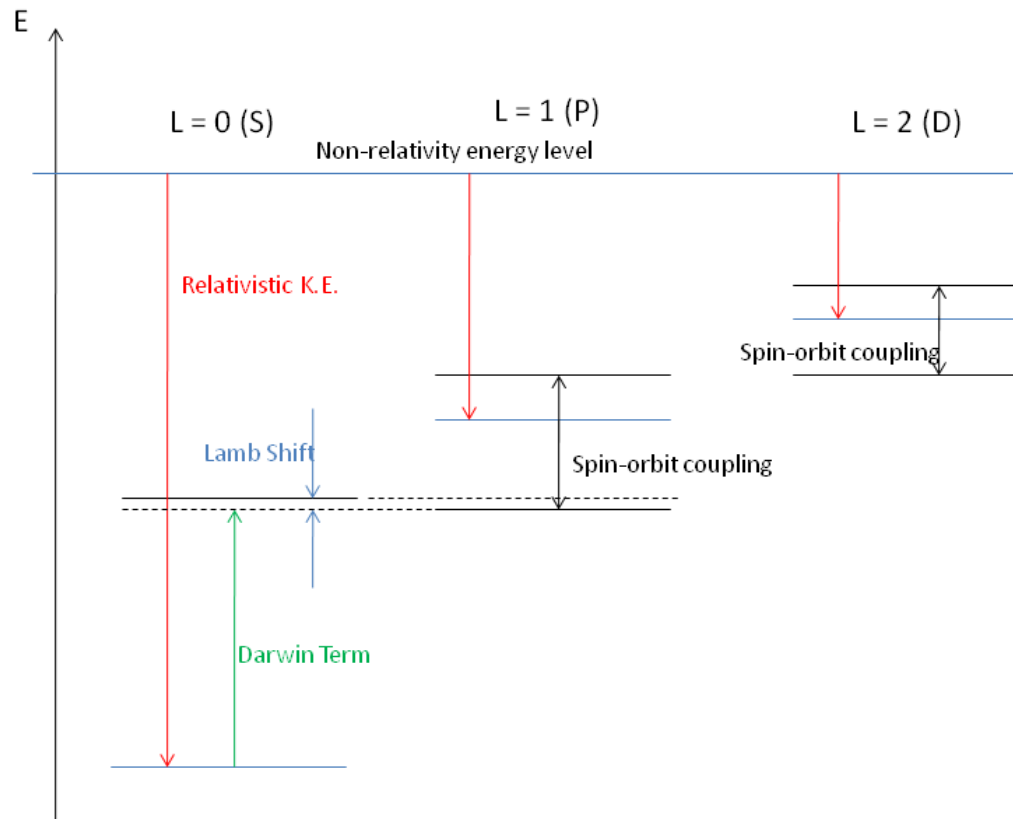 E
L = 0 (S)
L = 1 (P)
L = 2 (D)
Non-relativity energy level
Relativistic K.E.
Spin-orbit coupling
Lamb Shift
Spin-orbit coupling
Darwin Term